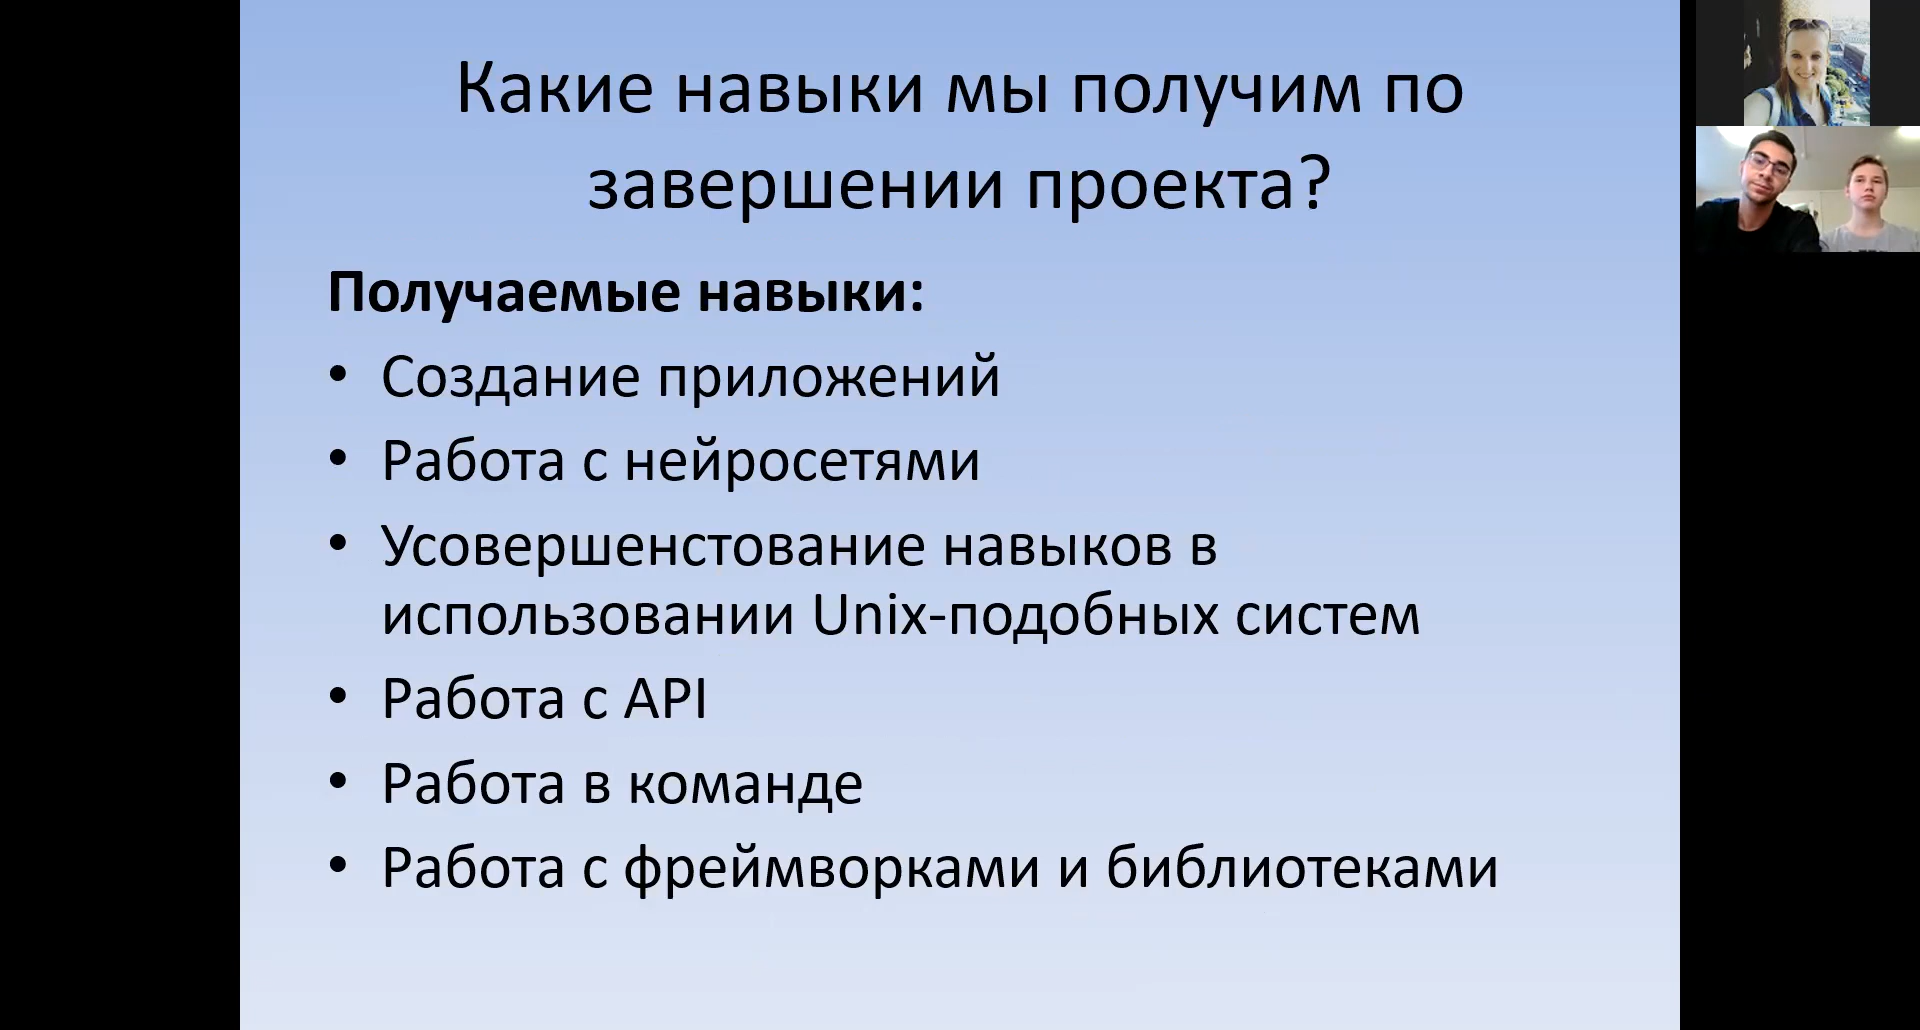 Какие навыки мы получим по
завершении проекта?
Получаемые навыки:
• Создание приложений
• Работа с нейросетями
• Усовершенстование навыков в
использовании Unix-подобных систем
• Работа с API
• Работа в команде
• Работа с фреймворками и библиотеками